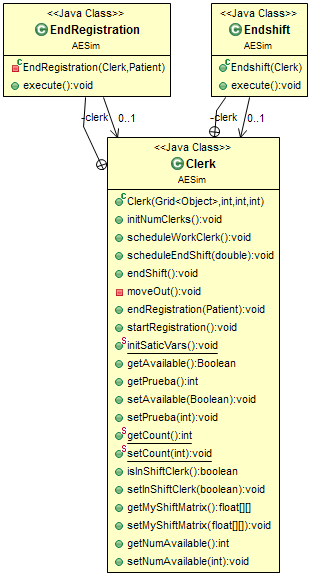 <<Java Class>>
EndRegistration
AESim
EndRegistration(Clerk,Patient)
execute():void
<<Java Class>>
Endshift
AESim
Endshift(Clerk)
execute():void
-clerk
0..1
-clerk
0..1
<<Java Class>>
Clerk
AESim
Clerk(Grid<Object>,int,int,int)
initNumClerks():void
scheduleWorkClerk():void
scheduleEndShift(double):void
endShift():void
moveOut():void
endRegistration(Patient):void
startRegistration():void
initSaticVars():void
getAvailable():Boolean
getPrueba():int
setAvailable(Boolean):void
setPrueba(int):void
getCount():int
setCount(int):void
isInShiftClerk():boolean
setInShiftClerk(boolean):void
getMyShiftMatrix():float[][]
setMyShiftMatrix(float[][]):void
getNumAvailable():int
setNumAvailable(int):void